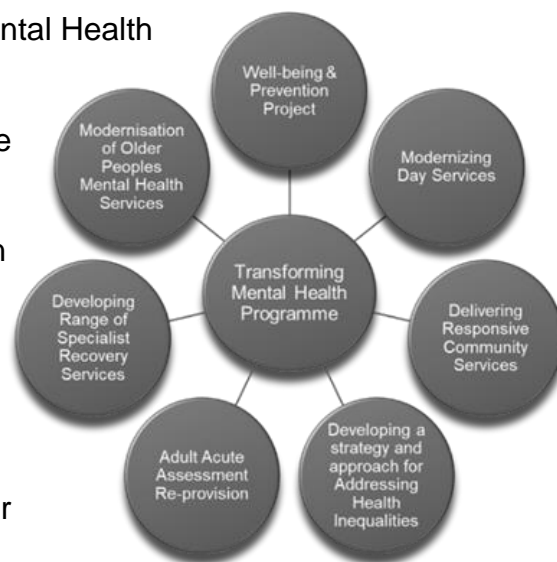 ntal Health
e
n
r
Well-being &
Prevention
Project
Modernizing
Day Services
Delivering
Responsive
Community
Services
Developing a
strategy and
approach for
Addressing
Health
Inequalities
Adult Acute
Assessment
Re-provision
Developing
Range of
Specialist
Recovery
Services
Modernisation
of Older
Peoples
Mental Health
Services
Transforming
Mental Health
Programme